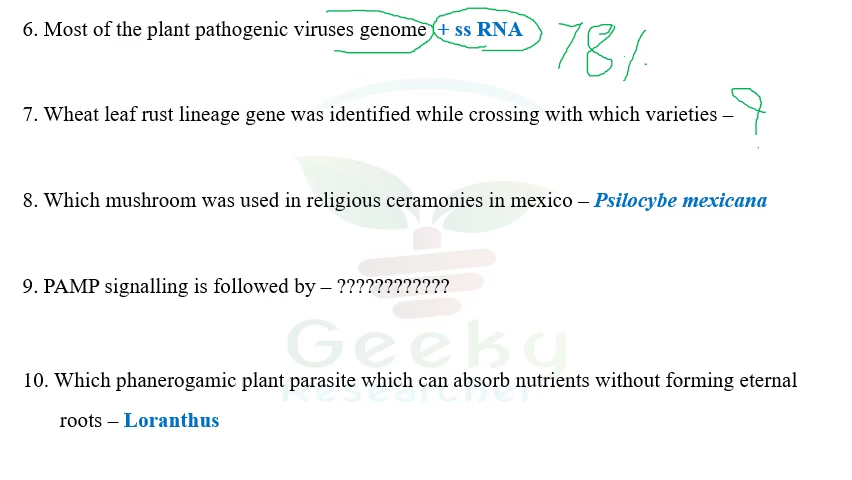 6. Most of the plant pathogenic viruses genome + ss RNA 78%
7. Wheat leaf rust lineage gene was identified while crossing with which varieties – ?
8. Which mushroom was used in religious ceramonies in mexico – Psilocybe mexicana
9. PAMP signalling is followed by – ????????????
Geeky
Researcher
10. Which phanerogamic plant parasite which can absorb nutrients without forming eternal
roots – Loranthus